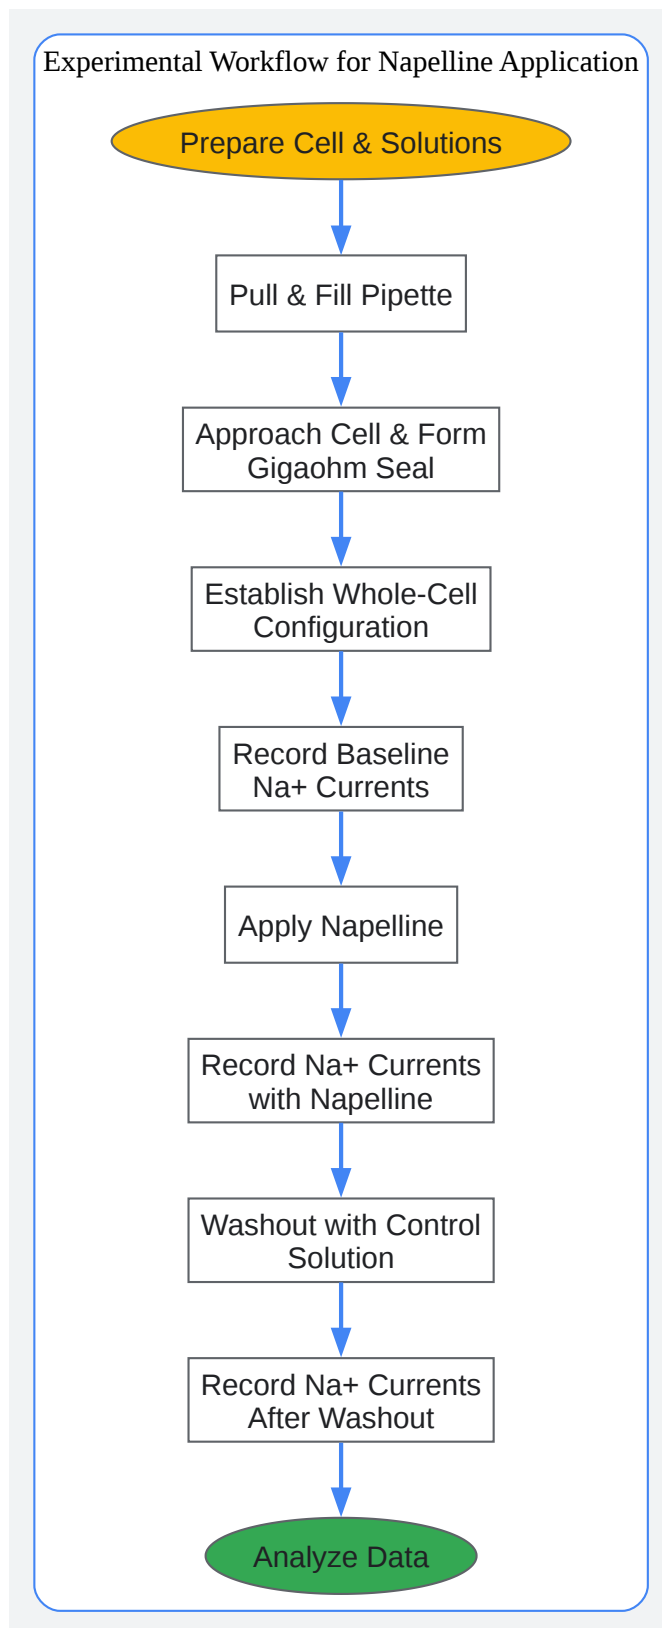 Experimental Workflow for Napelline Application
Prepare Cell & Solutions
Pull & Fill Pipette
Approach Cell & Form
Gigaohm Seal
Establish Whole-Cell
Configuration
Record Baseline
Na+ Currents
Apply Napelline
Record Na+ Currents
with Napelline
Washout with Control
Solution
Record Na+ Currents
After Washout
Analyze Data